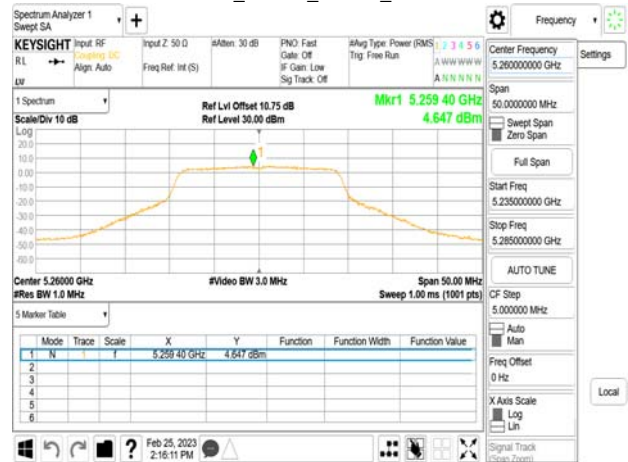 Spectrum Analyzer 1
Swept SA
Frequency
KEYSIGHT
Input: RF
Coupling: DC
Align: Auto
Input Z: 50 Ω
Freq Ref: Int (S)
#Atten: 30 dB
PNO: Fast
Gate: Off
IF Gain: Low
Sig Track: Off
#Avg Type: Power (RMS
Trig: Free Run
1 2 3 4 5 6
A W W W W W
A N N N N N
RL
Center Frequency
5.260000000 GHz
Settings
Span
50.0000000 MHz
Swept Span
Zero Span
Full Span
Start Freq
5.235000000 GHz
Stop Freq
5.285000000 GHz
AUTO TUNE
CF Step
5.000000 MHz
Auto
Man
Freq Offset
0 Hz
X Axis Scale
Log
Lin
Local
Signal Track
(Span Zoom)
1 Spectrum
Scale/Div 10 dB
Ref Lvl Offset 10.75 dB
Ref Level 30.00 dBm
Mkr1 5.259 40 GHz
4.647 dBm
Log
20.0
10.0
0.00
-10.0
-20.0
-30.0
-40.0
-50.0
-60.0
1
Center 5.26000 GHz
#Res BW 1.0 MHz
#Video BW 3.0 MHz
Span 50.00 MHz
Sweep 1.00 ms (1001 pts)
5 Marker Table
Mode Trace Scale X Y Function Function Width Function Value
1 N 1 f 5.259 40 GHz 4.647 dBm
2
3
4
5
6
Feb 25, 2023
2:16:11 PM